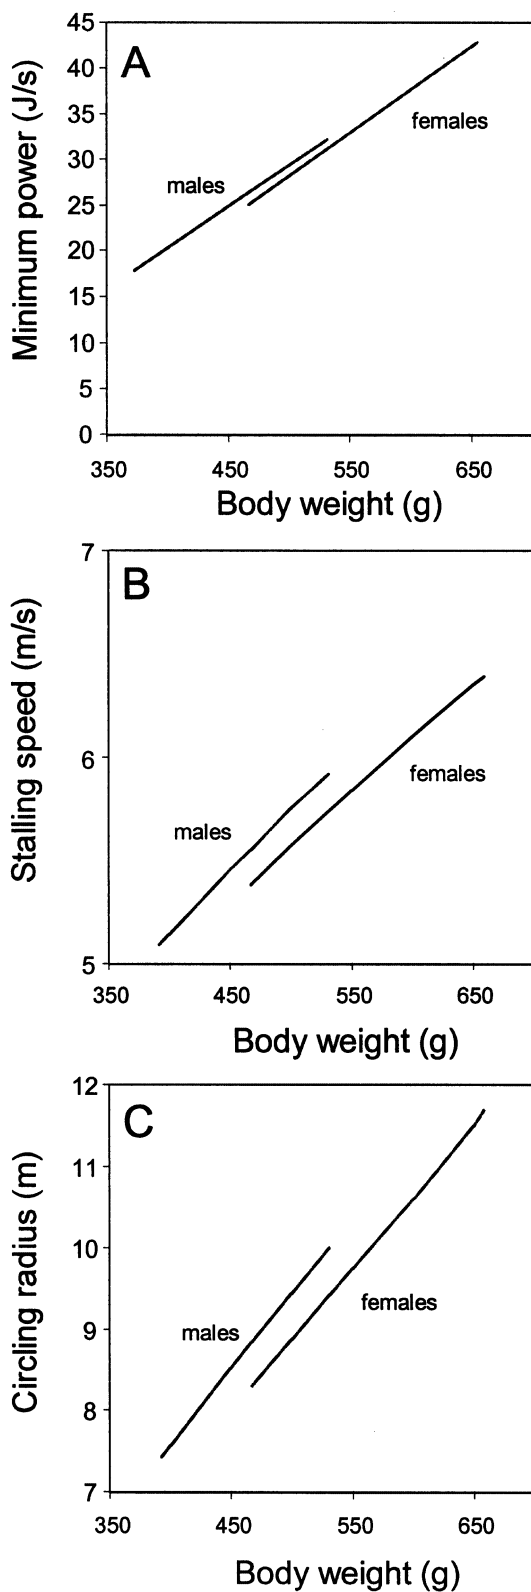 A
Minimum power (J/s)
45
40
35
30
25
20
15
10
5
0
males
females
350 450 550 650
Body weight (g)
B
Stalling speed (m/s)
7
6
5
males
females
350 450 550 650
Body weight (g)
C
Circling radius (m)
12
11
10
9
8
7
males
females
350 450 550 650
Body weight (g)